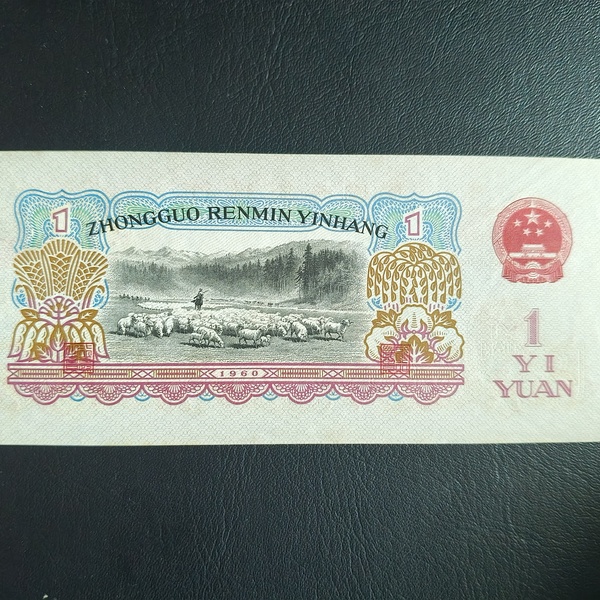 1
ZHONGGUO RENMIN YINHANG
1
1960
1
YI
YUAN